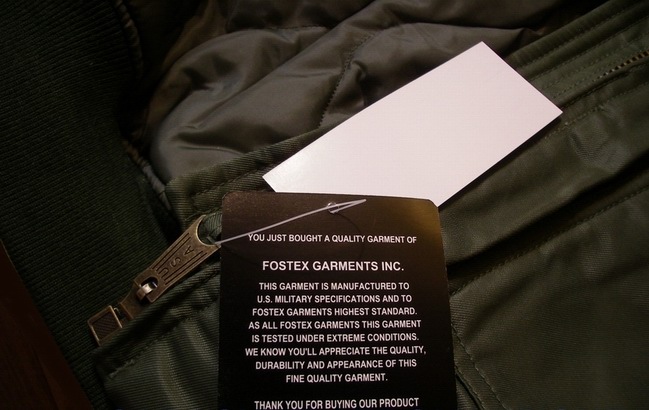 USA
YOU JUST BOUGHT A QUALITY GARMENT OF
FOSTEX GARMENTS INC.
THIS GARMENT IS MANUFACTURED TO
U.S. MILITARY SPECIFICATIONS AND TO
FOSTEX GARMENTS HIGHEST STANDARD.
AS ALL FOSTEX GARMENTS THIS GARMENT
IS TESTED UNDER EXTREME CONDITIONS.
WE KNOW YOU'LL APPRECIATE THE QUALITY,
DURABILITY AND APPEARANCE OF THIS
FINE QUALITY GARMENT.
THANK YOU FOR BUYING OUR PRODUCT